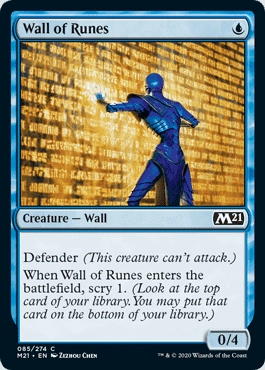 Wall of Runes
Creature — Wall
M21
Defender (This creature can't attack.)
When Wall of Runes enters the
battlefield, scry 1. (Look at the top
card of your library. You may put that
card on the bottom of your library.)
0/4
085/274 C
M21 • EN Zezhou Chen
™ & © 2020 Wizards of the Coast